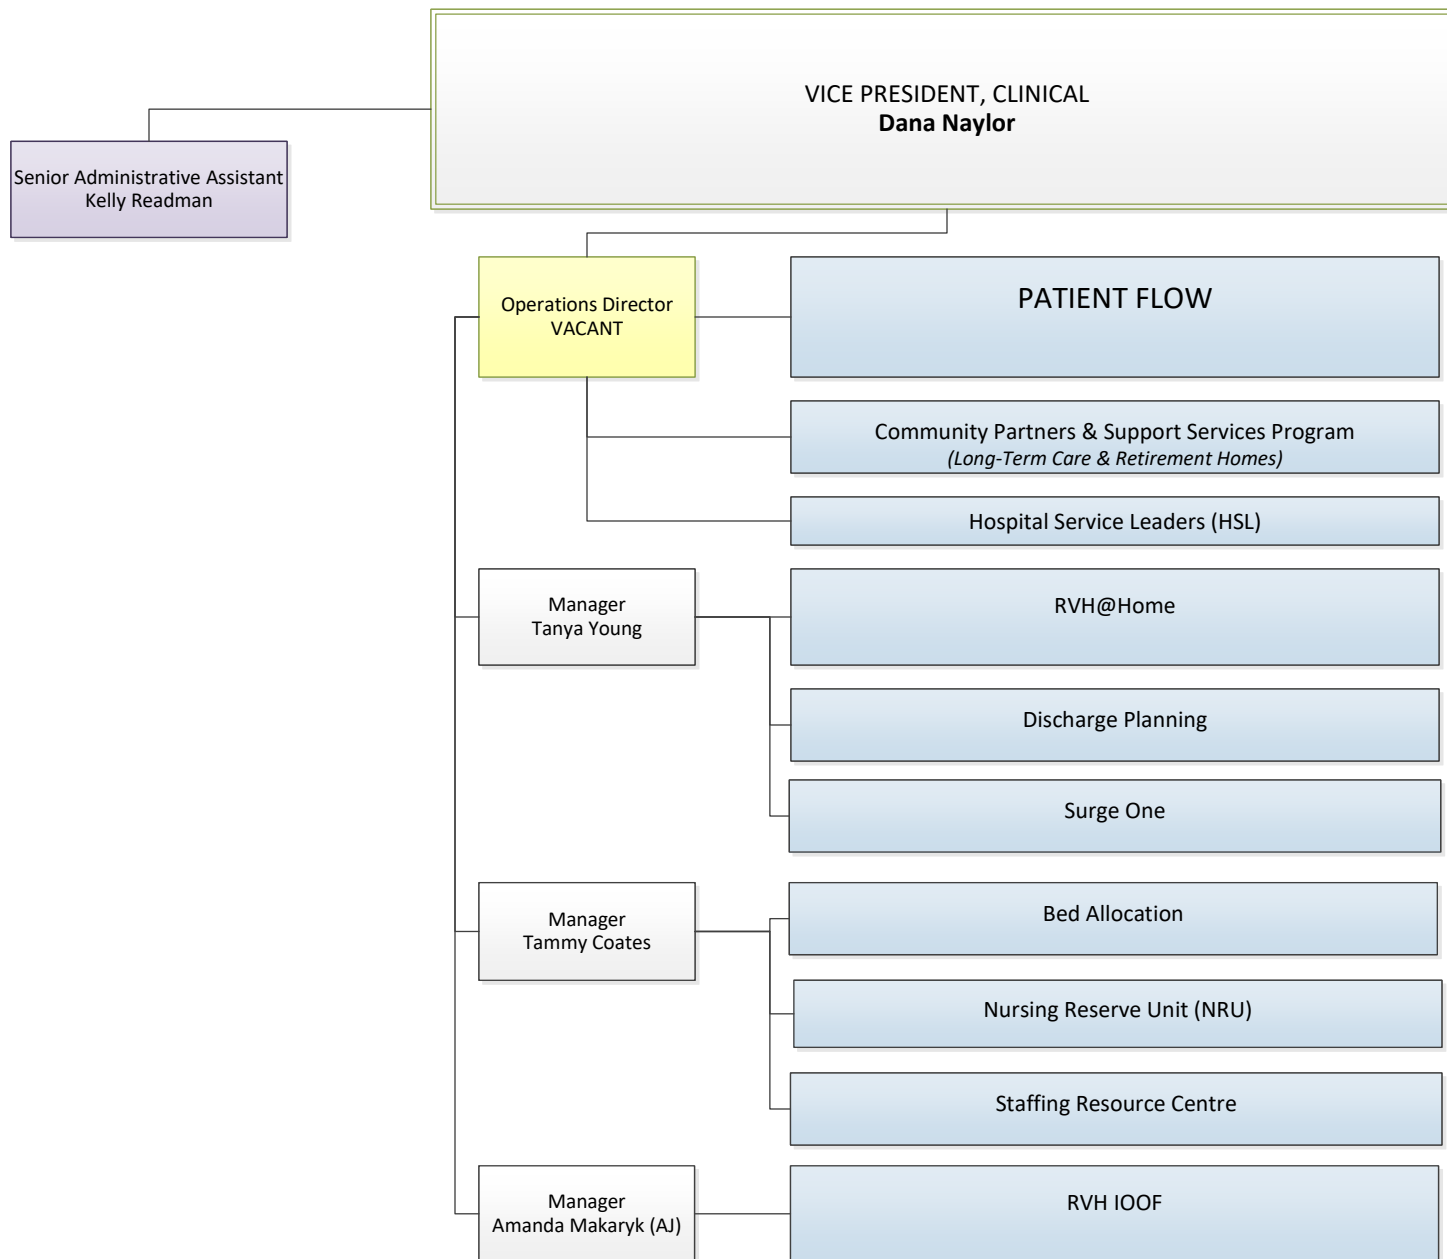 VICE PRESIDENT, CLINICAL
Dana Naylor
Senior Administrative Assistant
Kelly Readman
Operations Director
VACANT
PATIENT FLOW
Community Partners & Support Services Program
(Long-Term Care & Retirement Homes)
Hospital Service Leaders (HSL)
Manager
Tanya Young
RVH@Home
Discharge Planning
Surge One
Manager
Tammy Coates
Bed Allocation
Nursing Reserve Unit (NRU)
Staffing Resource Centre
Manager
Amanda Makaryk (AJ)
RVH IOOF